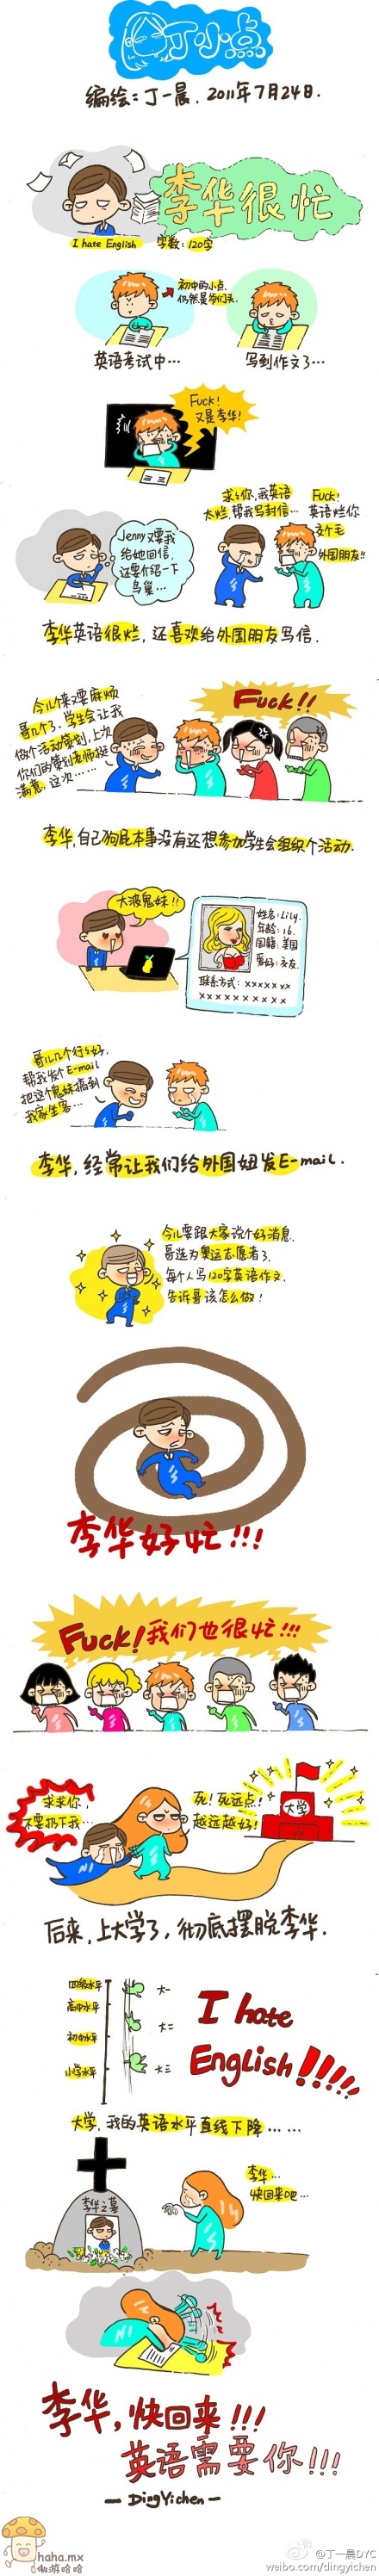 丁小点
编绘:丁一晨. 2011年7月24日.
李华很忙
I hate English 字数:120字
初中的小点.
仍然是爷们头.
英语考试中…
写到作文了…
Fuck!
又是李华!
Jenny又要我
给她回信,
还要介绍一下
鸟巢…
求求你,我英语
太烂,帮我写封信…
Fuck!
英语烂你
交个毛
外国朋友!!
李华英语很烂,还喜欢给外国朋友写信.
今儿个来又要麻烦
哥几个了,学生会让我
做个活动策划,上次
你们的策划老师挺
满意,这次……
Fuck!!
李华,自己狗屁本事没有还想参加学生会组织个活动.
大波鬼妹!!
姓名:Lily.
年龄:16.
国籍:美国
爱好:交友.
联系方式:×××××××
××××××××××
哥儿几个行行好.
帮我发个E-mail
把这个鬼妹搞到
我家坐客…
李华,经常让我们给外国妞发E-mail.
今儿要跟大家说个好消息.
哥选为奥运志愿者了.
每个人写120字英语作文.
告诉哥该怎么做!
李华好忙!!!
Fuck!我们也很忙!!!
求求你,
不要扔下我…
死!死远点!
越远越好!
大学
后来,上大学了,彻底摆脱李华.
四级水平
高中水平
初中水平
小学水平
大一
大二
大三
I hate
English!!!!!
大学,我的英语水平直线下降……
李华之墓
李华…
快回来吧…
李华,快回来!!!
英语需要你!!!
— DingYichen —
haha.mx
傲游哈哈
@丁一晨DYC
weibo.com/dingyichen